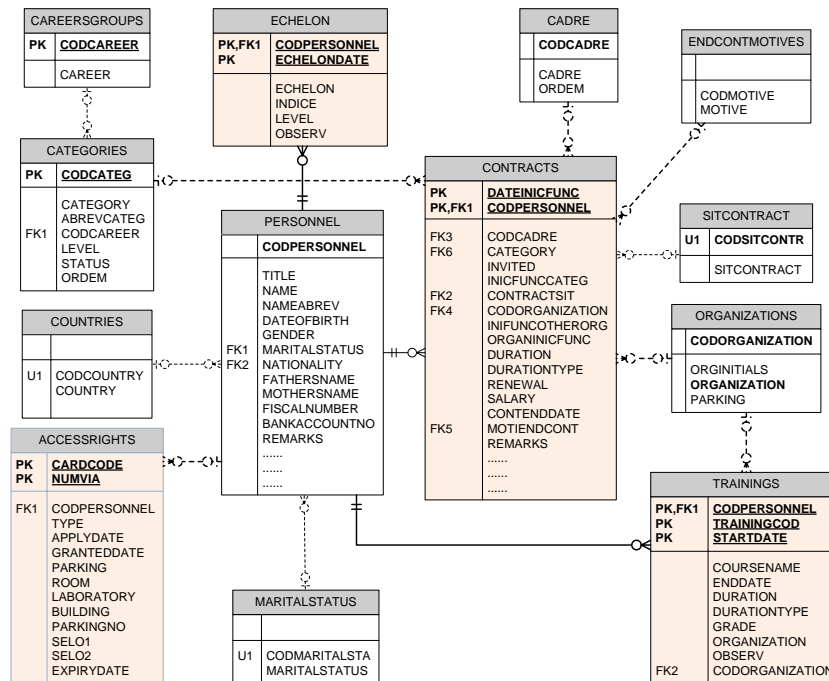 CAREERSGROUPS
PK CODCAREER
CAREER
ECHELON
PK,FK1 CODPERSONNEL
PK ECHELONDATE
ECHELON
INDICE
LEVEL
OBSERV
CADRE
CODCADRE
CADRE
ORDEM
ENDCONTMOTIVES
CODMOTIVE
MOTIVE
CATEGORIES
PK CODCATEG
CATEGORY
ABREVCATEG
FK1 CODCAREER
LEVEL
STATUS
ORDEM
CONTRACTS
PK DATEINICFUNC
PK,FK1 CODPERSONNEL
FK3 CODCADRE
FK6 CATEGORY
INVITED
INICFUNCCATEG
FK2 CONTRACTSIT
FK4 CODORGANIZATION
INIFUNCOTHERORG
ORGANINICFUNC
DURATION
DURATIONTYPE
RENEWAL
SALARY
CONTENDDATE
FK5 MOTIENDCONT
REMARKS
......
......
......
PERSONNEL
CODPERSONNEL
TITLE
NAME
NAMEABREV
DATEOFBIRTH
GENDER
FK1 MARITALSTATUS
FK2 NATIONALITY
FATHERSNAME
MOTHERSNAME
FISCALNUMBER
BANKACCOUNTNO
REMARKS
......
......
......
SITCONTRACT
U1 CODSITCONTR
SITCONTRACT
COUNTRIES
U1 CODCOUNTRY
COUNTRY
ORGANIZATIONS
CODORGANIZATION
ORGINITIALS
ORGANIZATION
PARKING
ACCESSRIGHTS
PK CARDCODE
PK NUMVIA
FK1 CODPERSONNEL
TYPE
APPLYDATE
GRANTEDDATE
PARKING
ROOM
LABORATORY
BUILDING
PARKINGNO
SELO1
SELO2
EXPIRYDATE
MARITALSTATUS
U1 CODMARITALSTA
MARITALSTATUS
TRAININGS
PK,FK1 CODPERSONNEL
PK TRAININGCOD
PK STARTDATE
COURSENAME
ENDDATE
DURATION
DURATIONTYPE
GRADE
ORGANIZATION
OBSERV
FK2 CODORGANIZATION